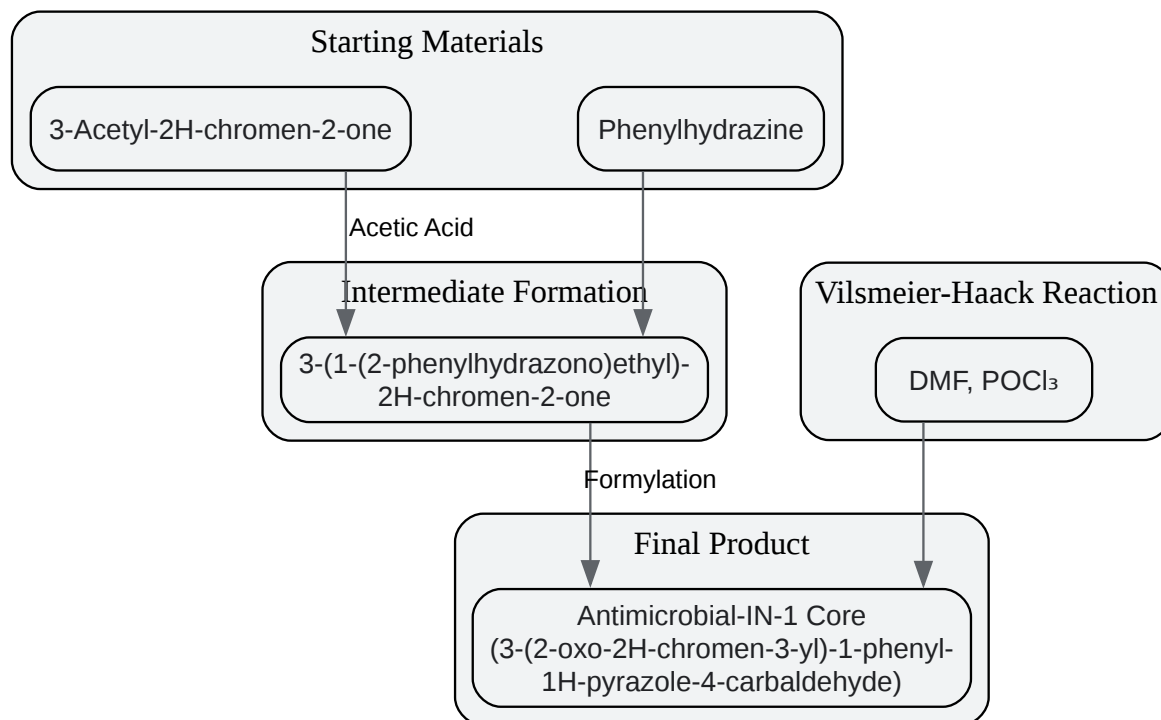 Starting Materials
3-Acetyl-2H-chromen-2-one
Phenylhydrazine
Acetic Acid
Intermediate Formation
Vilsmeier-Haack Reaction
3-(1-(2-phenylhydrazono)ethyl)-
2H-chromen-2-one
DMF, POCl₃
Formylation
Final Product
Antimicrobial-IN-1 Core
(3-(2-oxo-2H-chromen-3-yl)-1-phenyl-
1H-pyrazole-4-carbaldehyde)